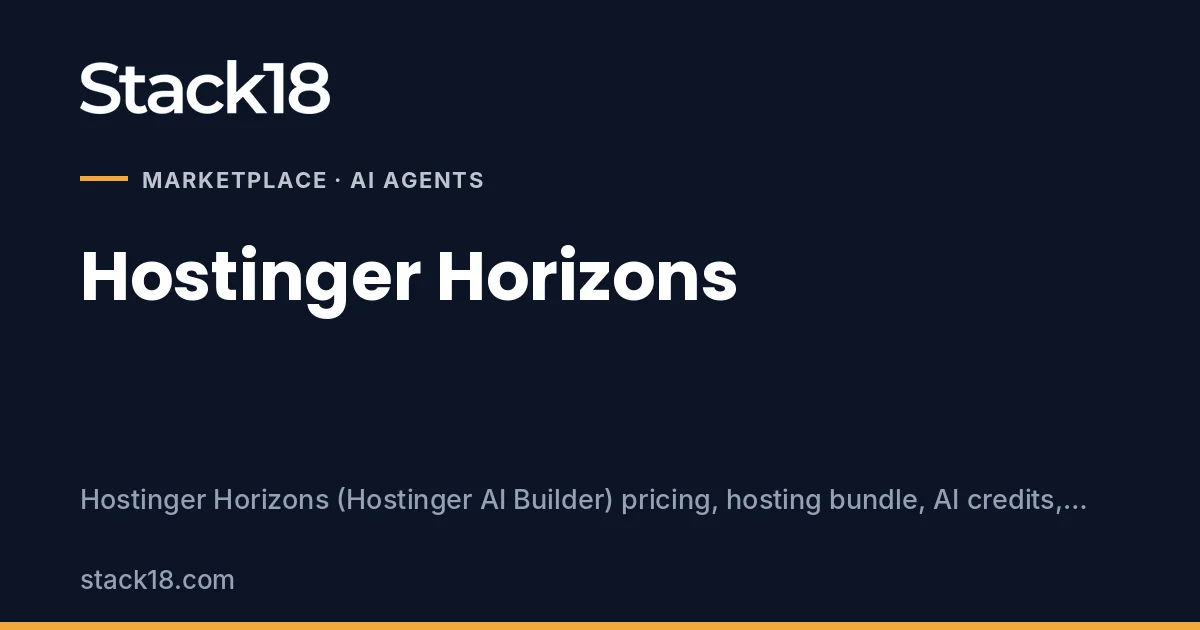 Stack18
MARKETPLACE · AI AGENTS
Hostinger Horizons
Hostinger Horizons (Hostinger AI Builder) pricing, hosting bundle, AI credits,...
stack18.com